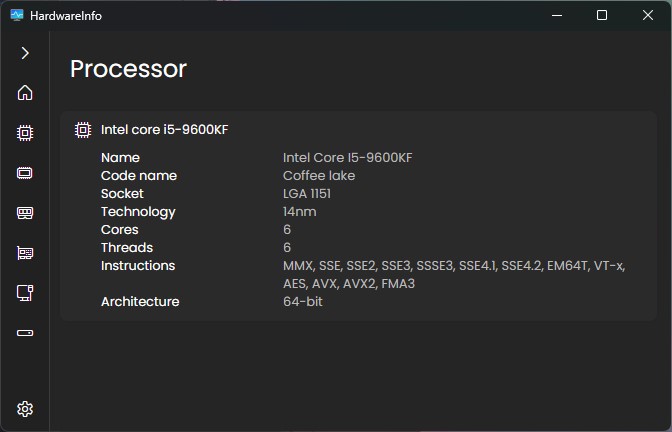 HardwareInfo
Processor
Intel core i5-9600KF
Name Intel Core I5-9600KF
Code name Coffee lake
Socket LGA 1151
Technology 14nm
Cores 6
Threads 6
Instructions MMX, SSE, SSE2, SSE3, SSSE3, SSE4.1, SSE4.2, EM64T, VT-x,
AES, AVX, AVX2, FMA3
Architecture 64-bit